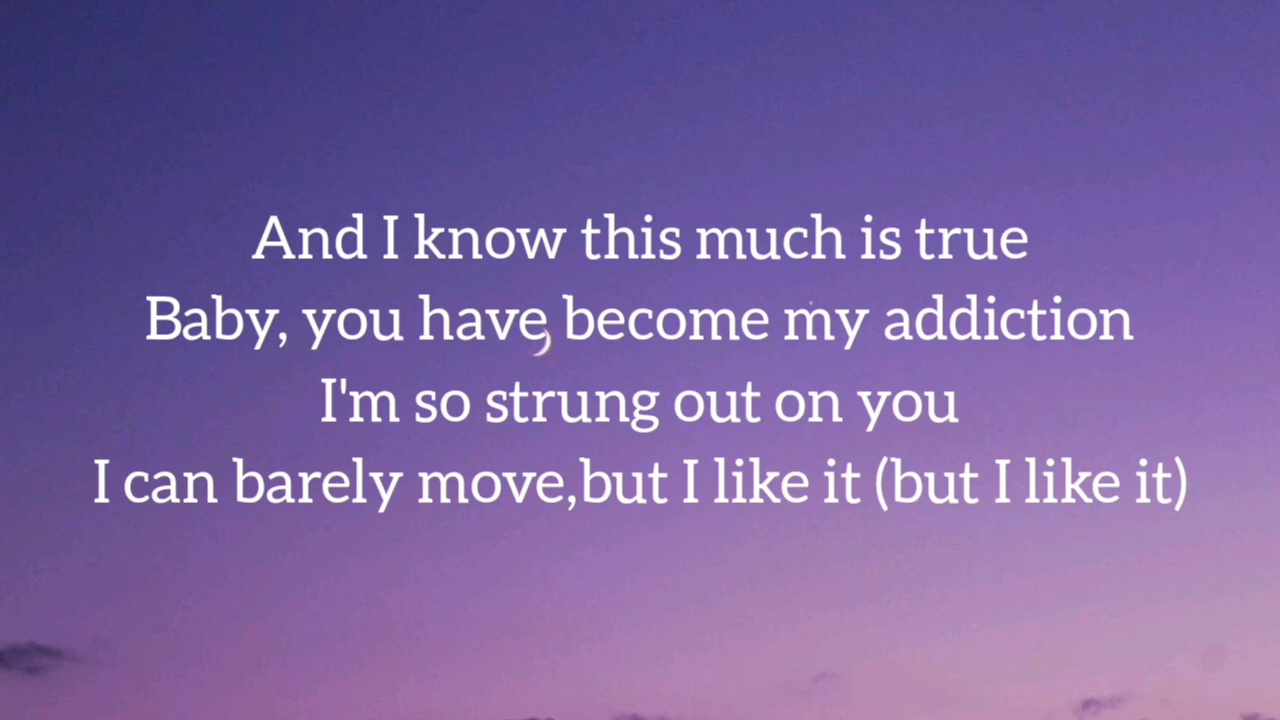 And I know this much is true
Baby, you have become my addiction
I'm so strung out on you
I can barely move,but I like it (but I like it)